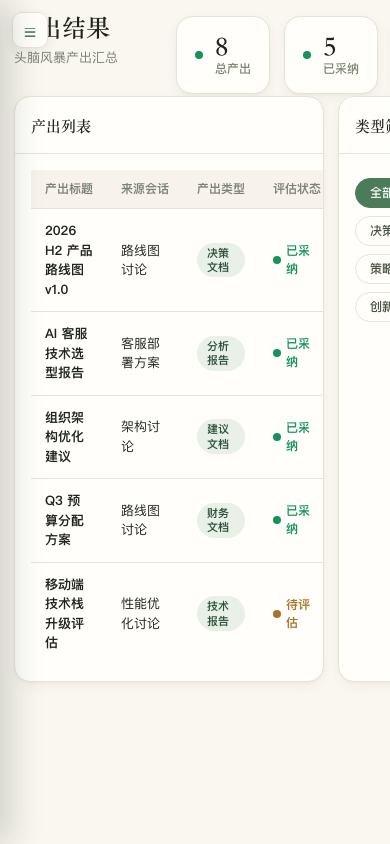 出结果
头脑风暴产出汇总
8
总产出
5
已采纳
产出列表
产出标题 来源会话 产出类型 评估状态
2026
H2 产品
路线图
v1.0
路线图
讨论
决策
文档
已采
纳
AI 客服
技术选
型报告
客服部
署方案
分析
报告
已采
纳
组织架
构优化
建议
架构讨
论
建议
文档
已采
纳
Q3 预
算分配
方案
路线图
讨论
财务
文档
已采
纳
移动端
技术栈
升级评
估
性能优
化讨论
技术
报告
待评
估
类型
全部
决策
策略
创新